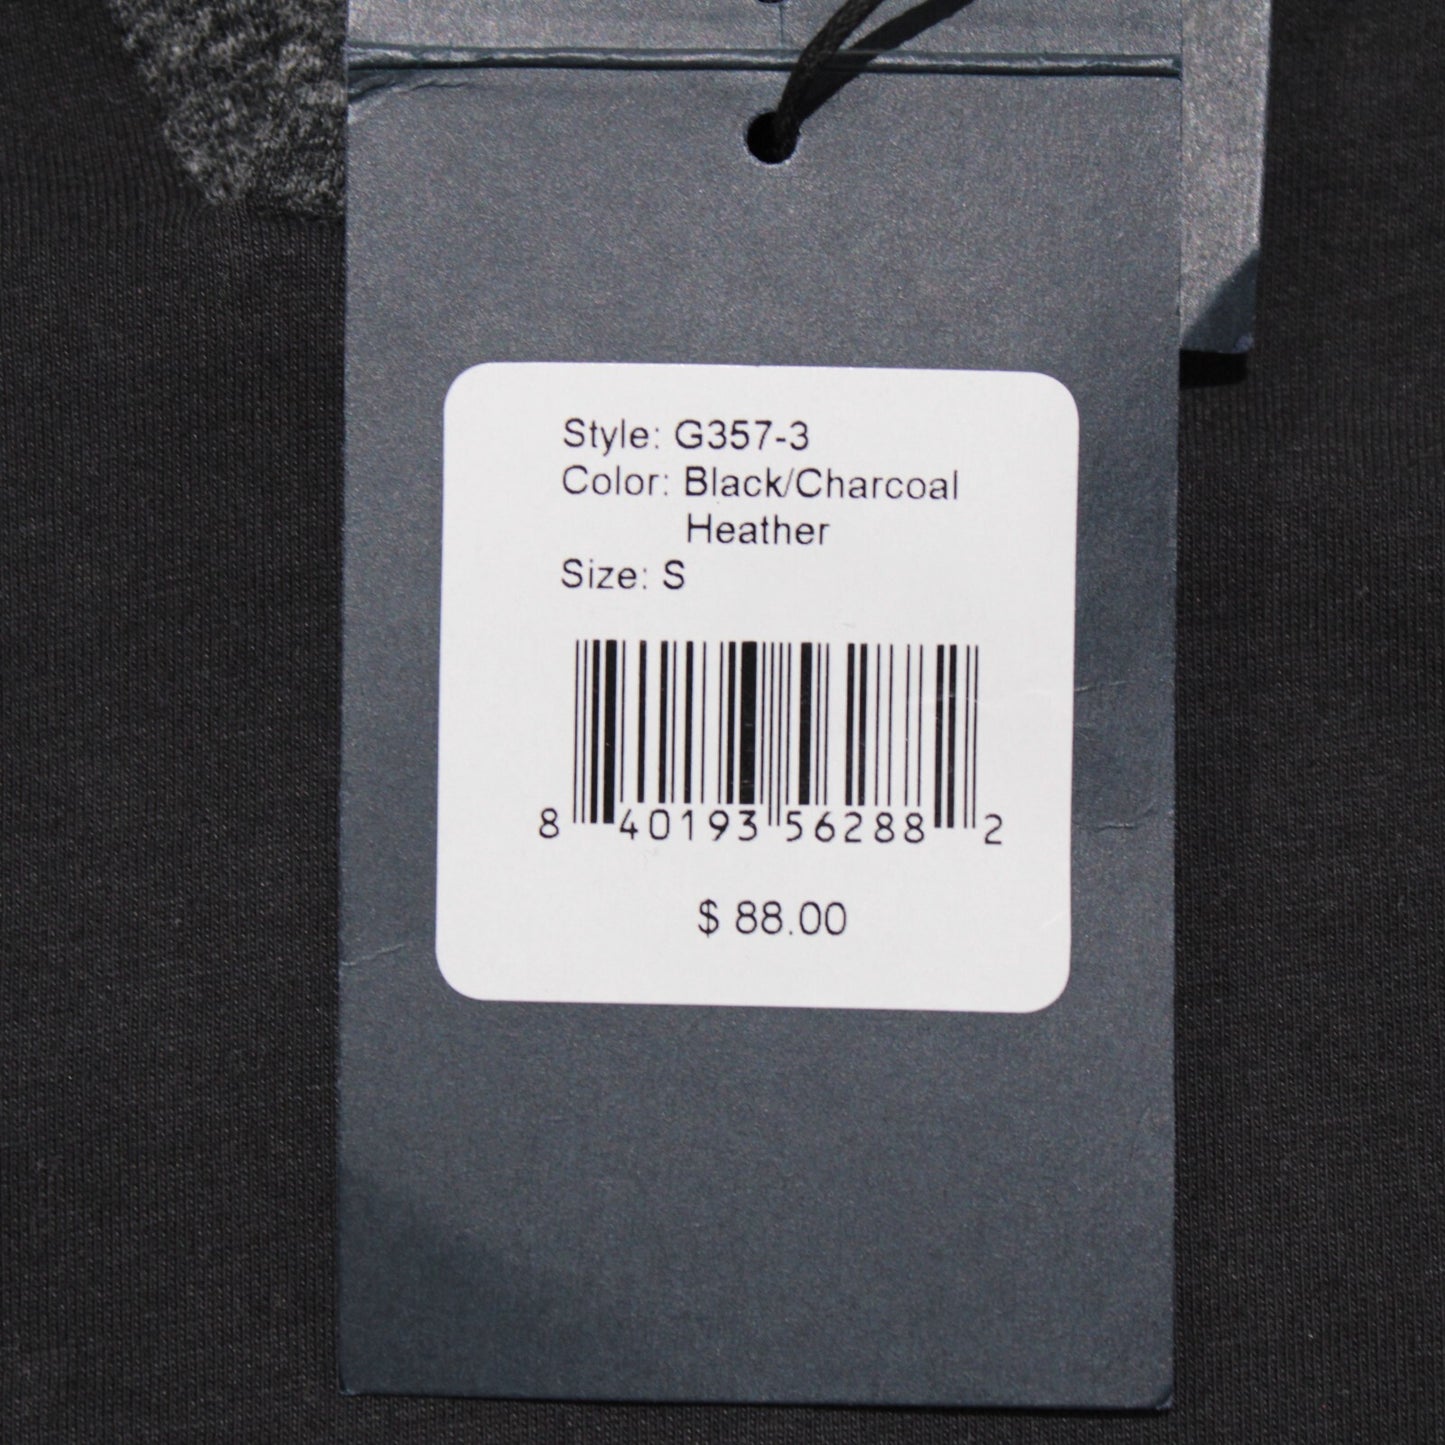 Style: G357-3
Color: Black/Charcoal
Heather
Size: S
8 40193 56288 2
$ 88.00